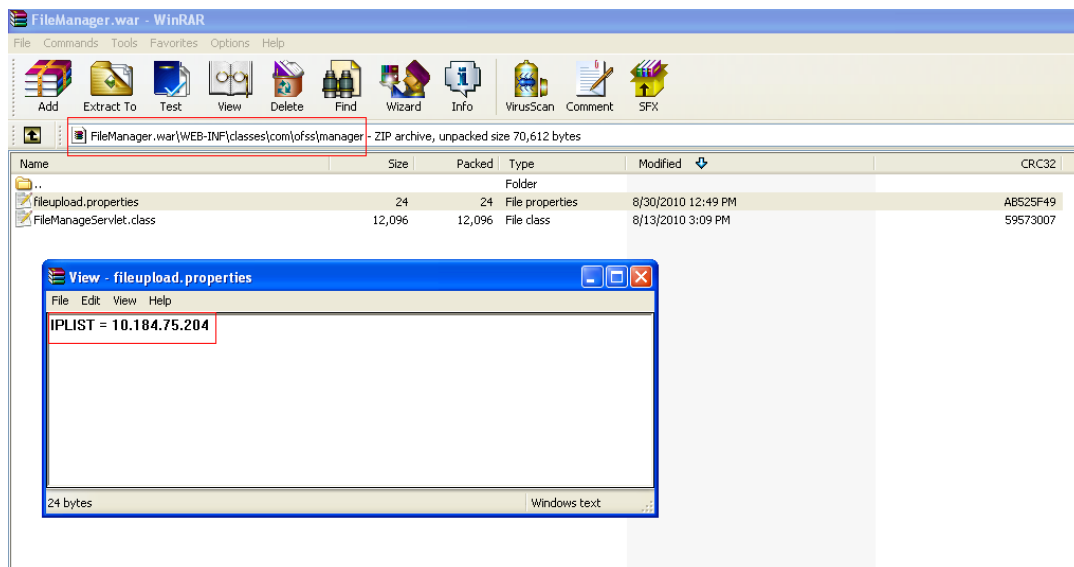 FileManager.war - WinRAR
File Commands Tools Favorites Options Help
Add Extract To Test View Delete Find Wizard Info VirusScan Comment SFX
FileManager.war\WEB-INF\classes\com\ofss\manager - ZIP archive, unpacked size 70,612 bytes
Name Size Packed Type Modified CRC32
.. Folder
fileupload.properties 24 24 File properties 8/30/2010 12:49 PM AB525F49
FileManageServlet.class 12,096 12,096 File class 8/13/2010 3:09 PM 59573007
View - fileupload.properties
File Edit View Help
IPLIST = 10.184.75.204
24 bytes Windows text